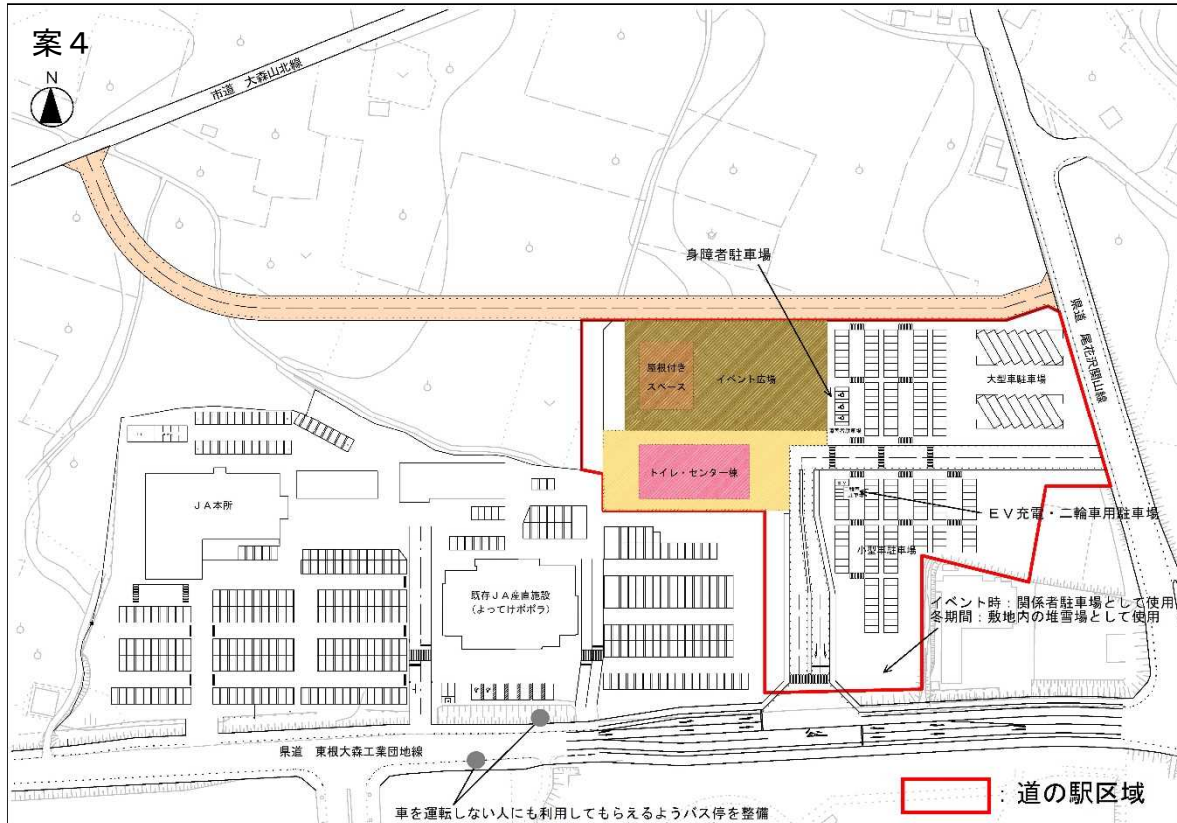 案４
N
市道　大森山北線
身障者駐車場
県道　尾花沢関山線
屋根付き
スペース
イベント広場
大型車駐車場
トイレ・センター棟
ＪＡ本所
ＥＶ充電・二輪車用駐車場
小型車駐車場
既存ＪＡ産直施設
（よってけポポラ）
イベント時：関係者駐車場として使用
冬期間：敷地内の堆雪場として使用
県道　東根大森工業団地線
車を運転しない人にも利用してもらえるようバス停を整備
：道の駅区域